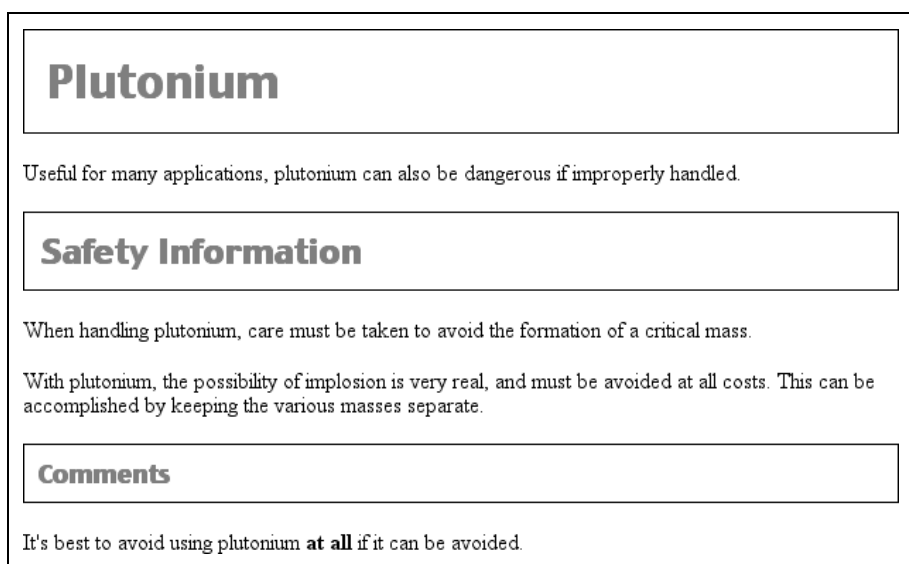 Plutonium
Useful for many applications, plutonium can also be dangerous if improperly handled.
Safety Information
When handling plutonium, care must be taken to avoid the formation of a critical mass.
With plutonium, the possibility of implosion is very real, and must be avoided at all costs. This can be
accomplished by keeping the various masses separate.
Comments
It's best to avoid using plutonium at all if it can be avoided.